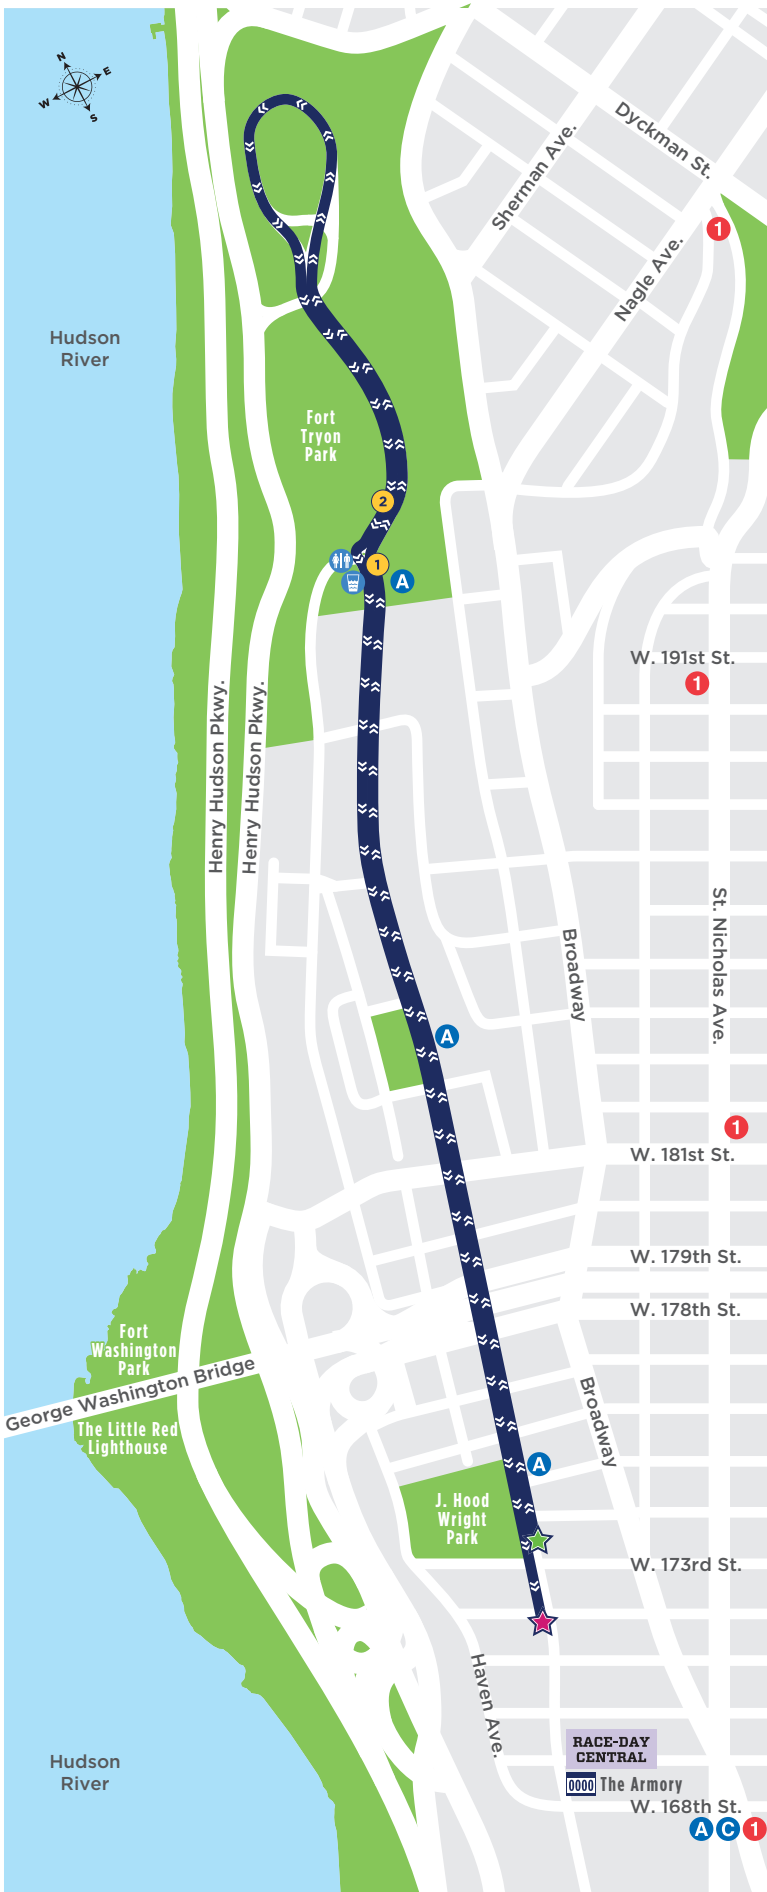 N
E
W
S
Dyckman St.
Sherman Ave.
1
Nagle Ave.
Hudson
River
Fort
Tryon
Park
2
1
A
W. 191st St.
1
Henry Hudson Pkwy.
Henry Hudson Pkwy.
St. Nicholas Ave.
Broadway
A
1
W. 181st St.
W. 179th St.
W. 178th St.
Fort
Washington
Park
George Washington Bridge
The Little Red
Lighthouse
Broadway
A
J. Hood
Wright
Park
W. 173rd St.
Haven Ave.
RACE-DAY
CENTRAL
0000 The Armory
Hudson
River
W. 168th St.
A C 1